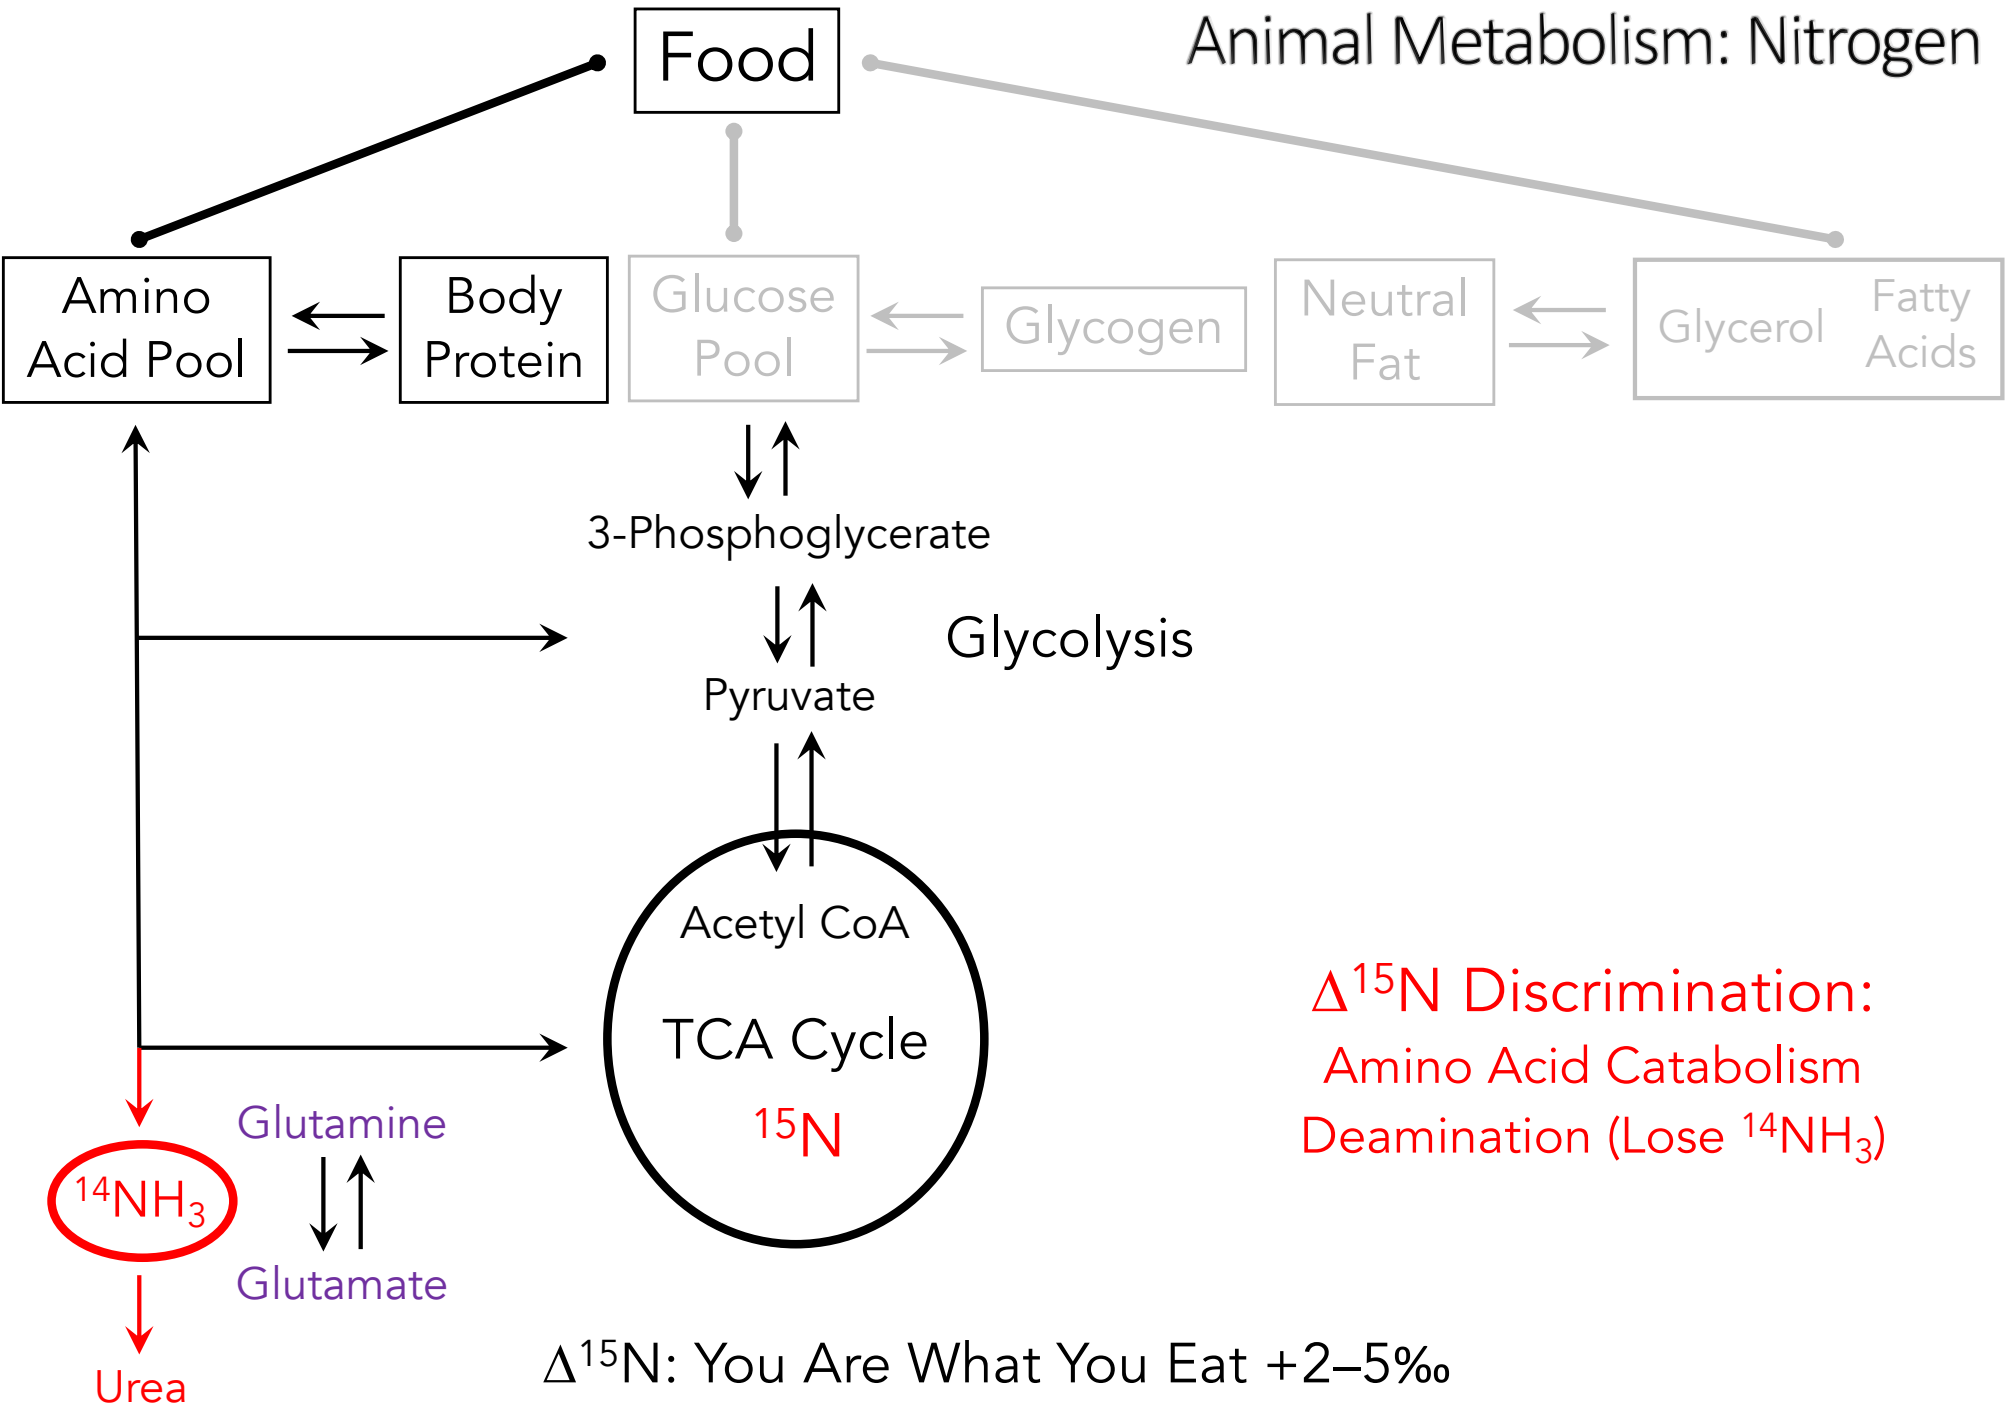 Animal Metabolism: Nitrogen
Food
Amino
Acid Pool
Body
Protein
Glucose
Pool
Glycogen
Neutral
Fat
Glycerol
Fatty
Acids
3-Phosphoglycerate
Glycolysis
Pyruvate
Acetyl CoA
TCA Cycle
¹⁵N
Δ¹⁵N Discrimination:
Amino Acid Catabolism
Deamination (Lose ¹⁴NH₃)
Glutamine
¹⁴NH₃
Glutamate
Urea
Δ¹⁵N: You Are What You Eat +2–5‰